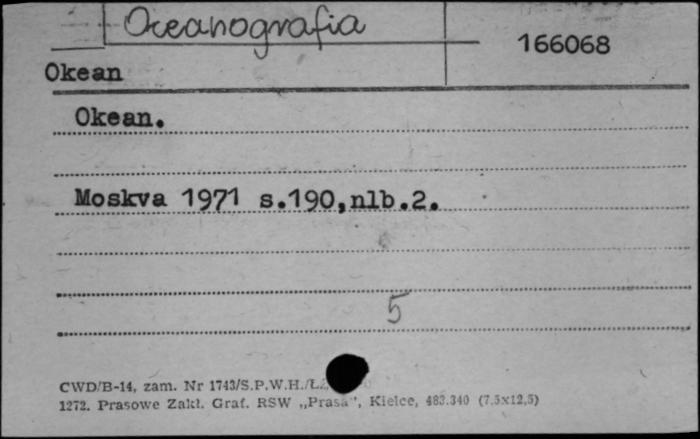 Oceanografia
166068
Okean
Okean.
Moskva 1971 s.190,nlb.2.
5
CWD/B-14, zam. Nr 1743/S.P.W.H.
1272. Prasowe Zakł. Graf. RSW „Prasa”, Kielce, 483.340 (7,5x12,5)